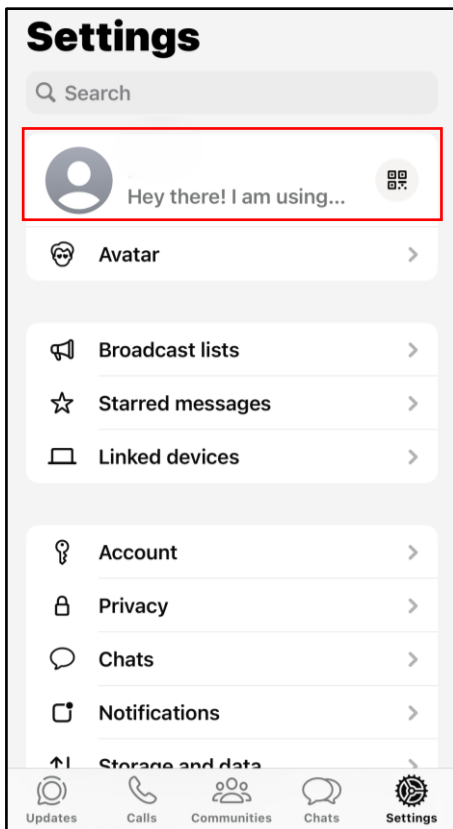 Settings
Search
Hey there! I am using...
Avatar
Broadcast lists
Starred messages
Linked devices
Account
Privacy
Chats
Notifications
Storage and data
Updates
Calls
Communities
Chats
Settings